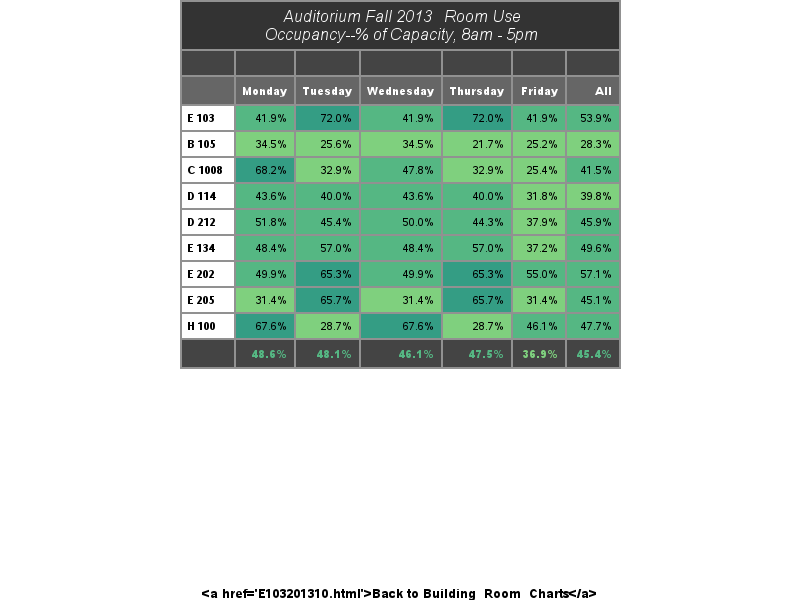 Auditorium Fall 2013  Room Use
Occupancy--% of Capacity, 8am - 5pm
Monday Tuesday Wednesday Thursday Friday All
E 103 41.9% 72.0% 41.9% 72.0% 41.9% 53.9%
B 105 34.5% 25.6% 34.5% 21.7% 25.2% 28.3%
C 1008 68.2% 32.9% 47.8% 32.9% 25.4% 41.5%
D 114 43.6% 40.0% 43.6% 40.0% 31.8% 39.8%
D 212 51.8% 45.4% 50.0% 44.3% 37.9% 45.9%
E 134 48.4% 57.0% 48.4% 57.0% 37.2% 49.6%
E 202 49.9% 65.3% 49.9% 65.3% 55.0% 57.1%
E 205 31.4% 65.7% 31.4% 65.7% 31.4% 45.1%
H 100 67.6% 28.7% 67.6% 28.7% 46.1% 47.7%
48.6% 48.1% 46.1% 47.5% 36.9% 45.4%
<a href='E103201310.html'>Back to Building  Room  Charts</a>